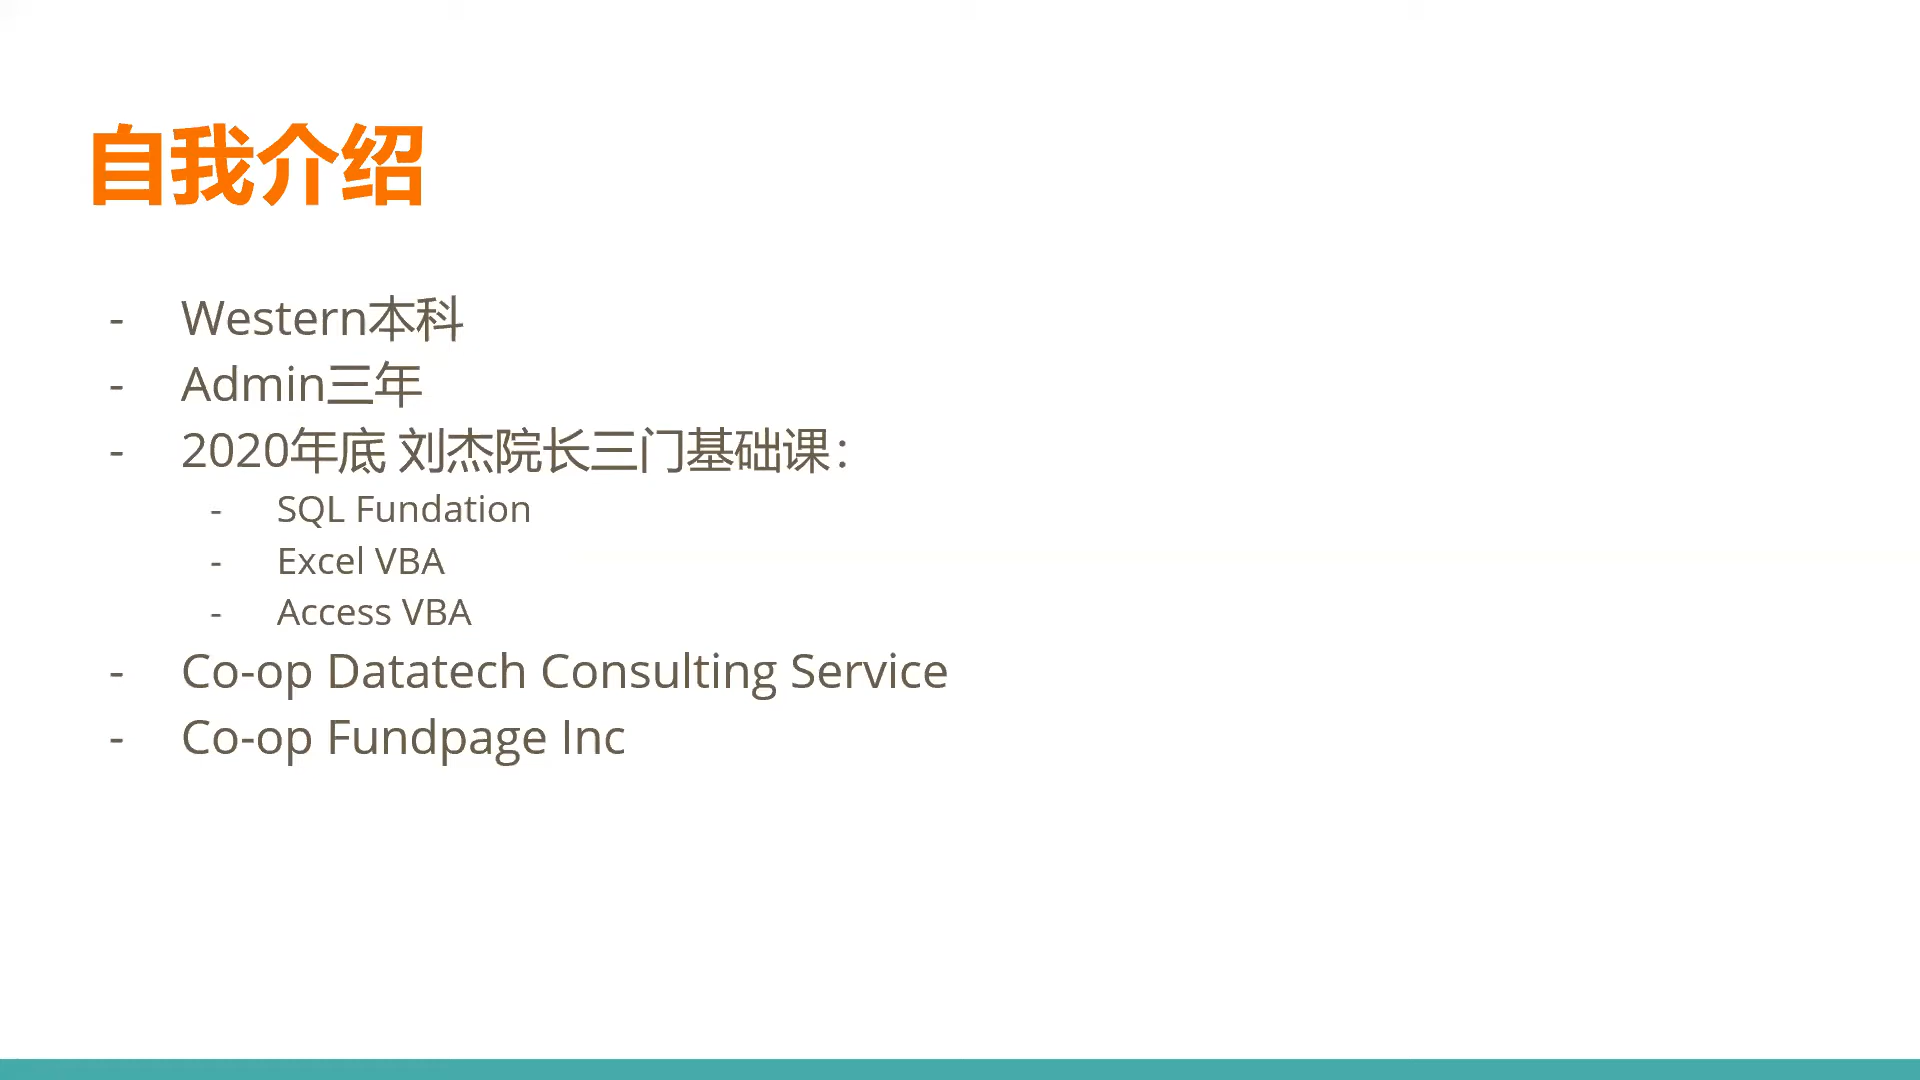 自我介绍
- Western本科
- Admin三年
- 2020年底 刘杰院长三门基础课：
- SQL Fundation
- Excel VBA
- Access VBA
- Co-op Datatech Consulting Service
- Co-op Fundpage Inc